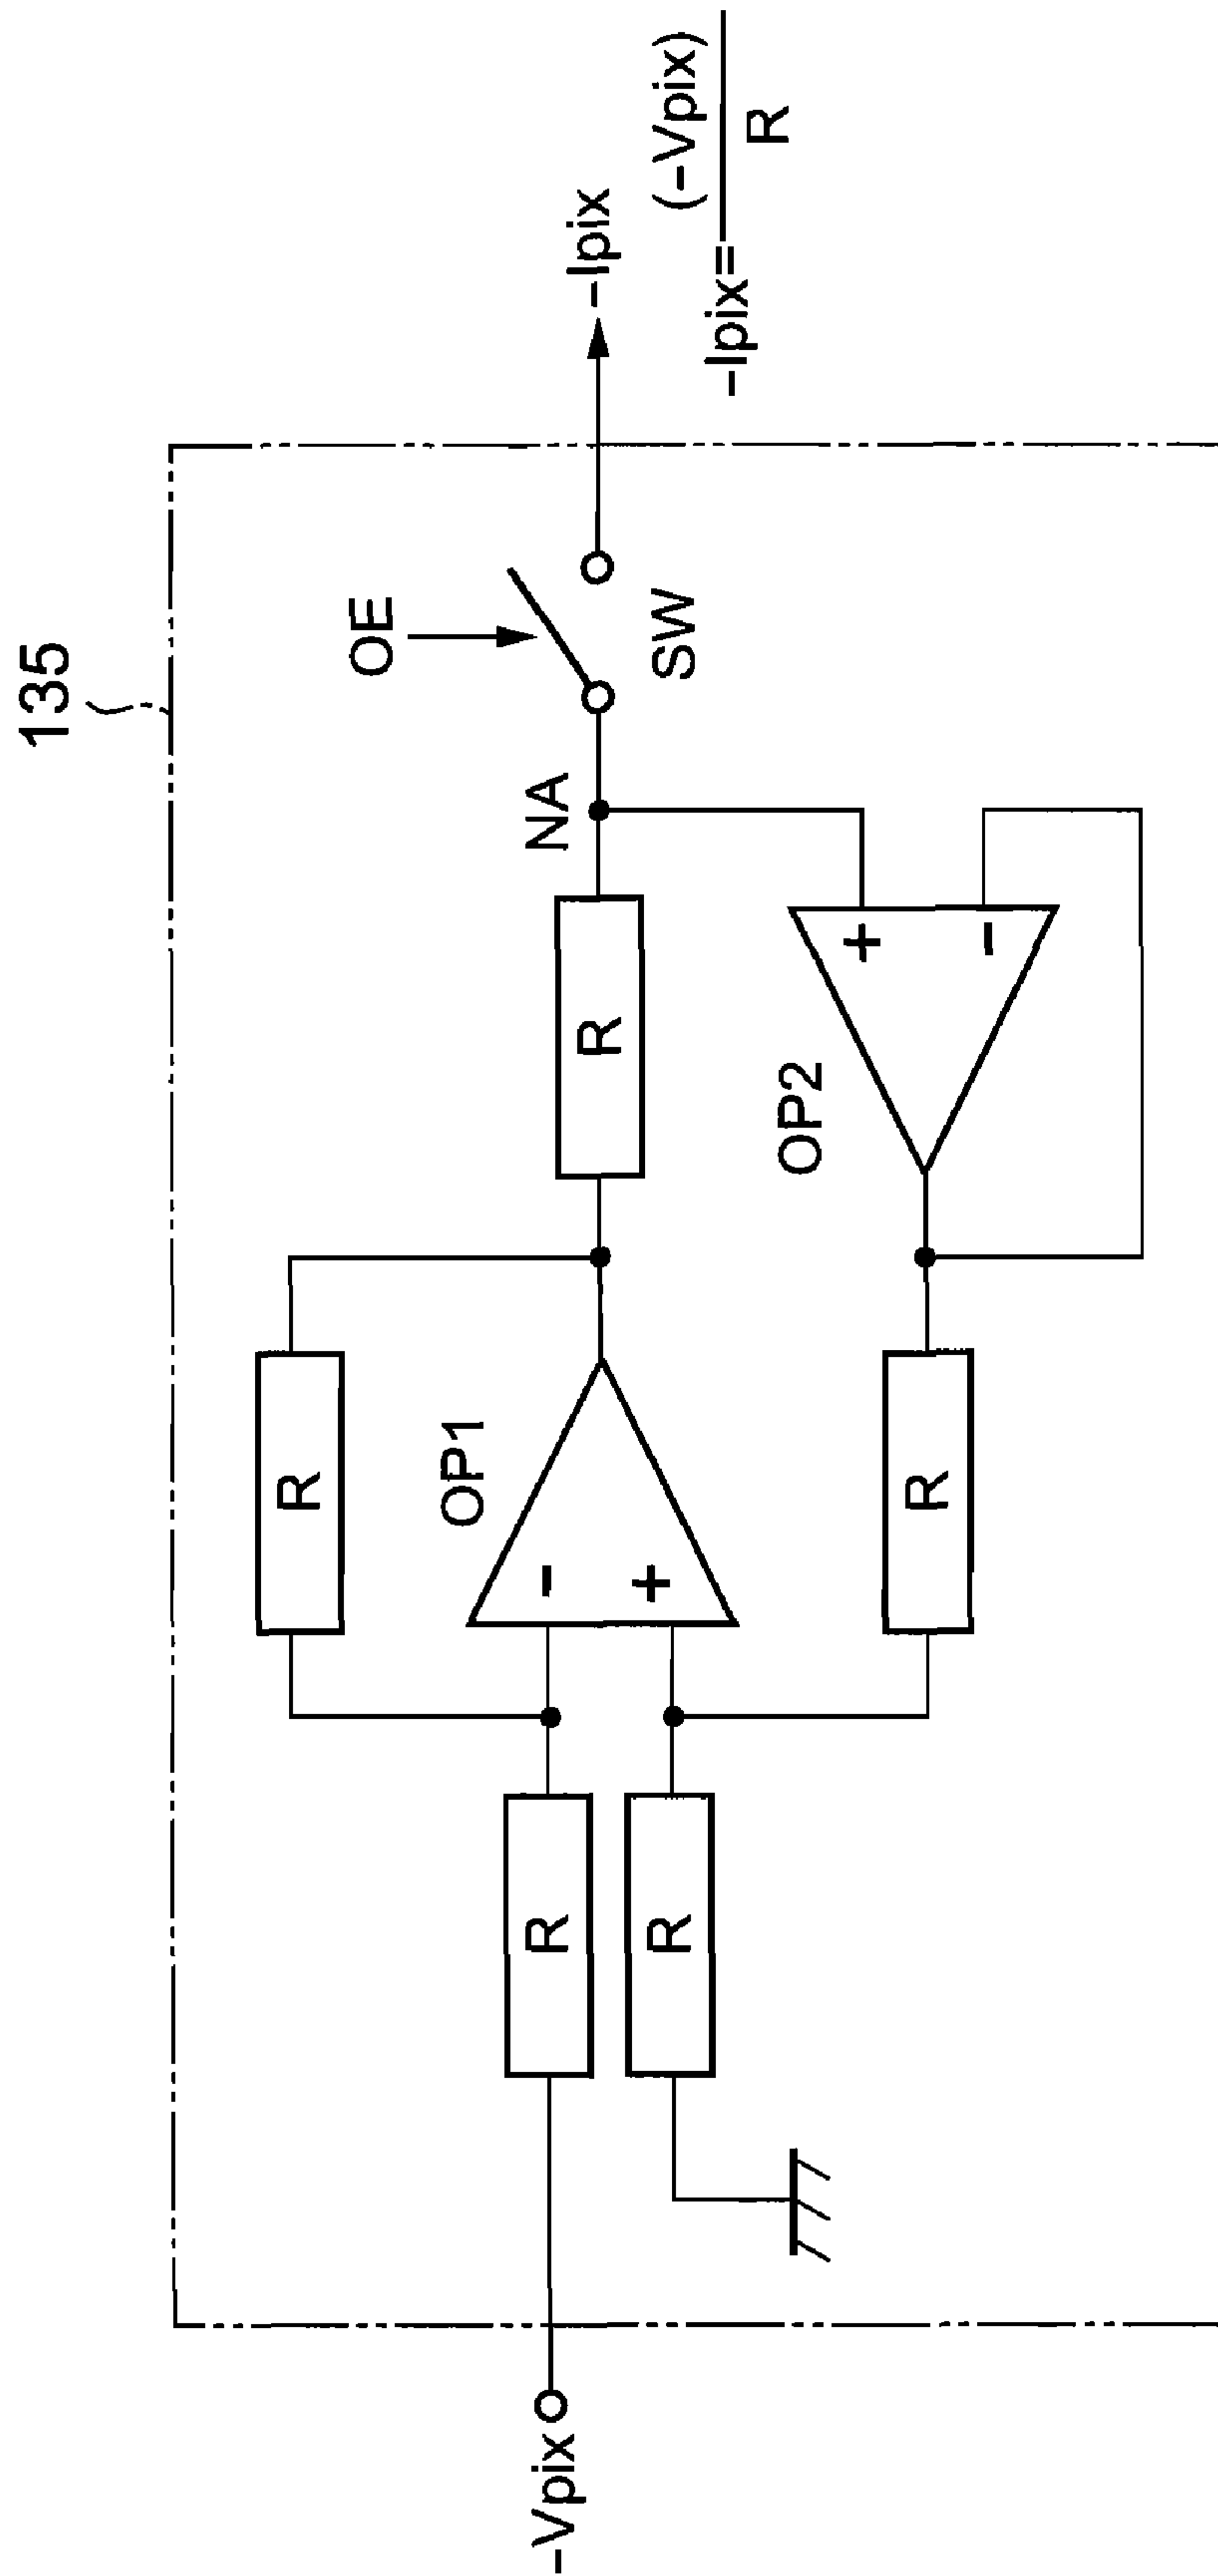 135
OE
-Ipix
-Ipix= (-Vpix)
R
NA
SW
R
R
OP1
-
+
OP2
+
-
R
R
R
-Vpix